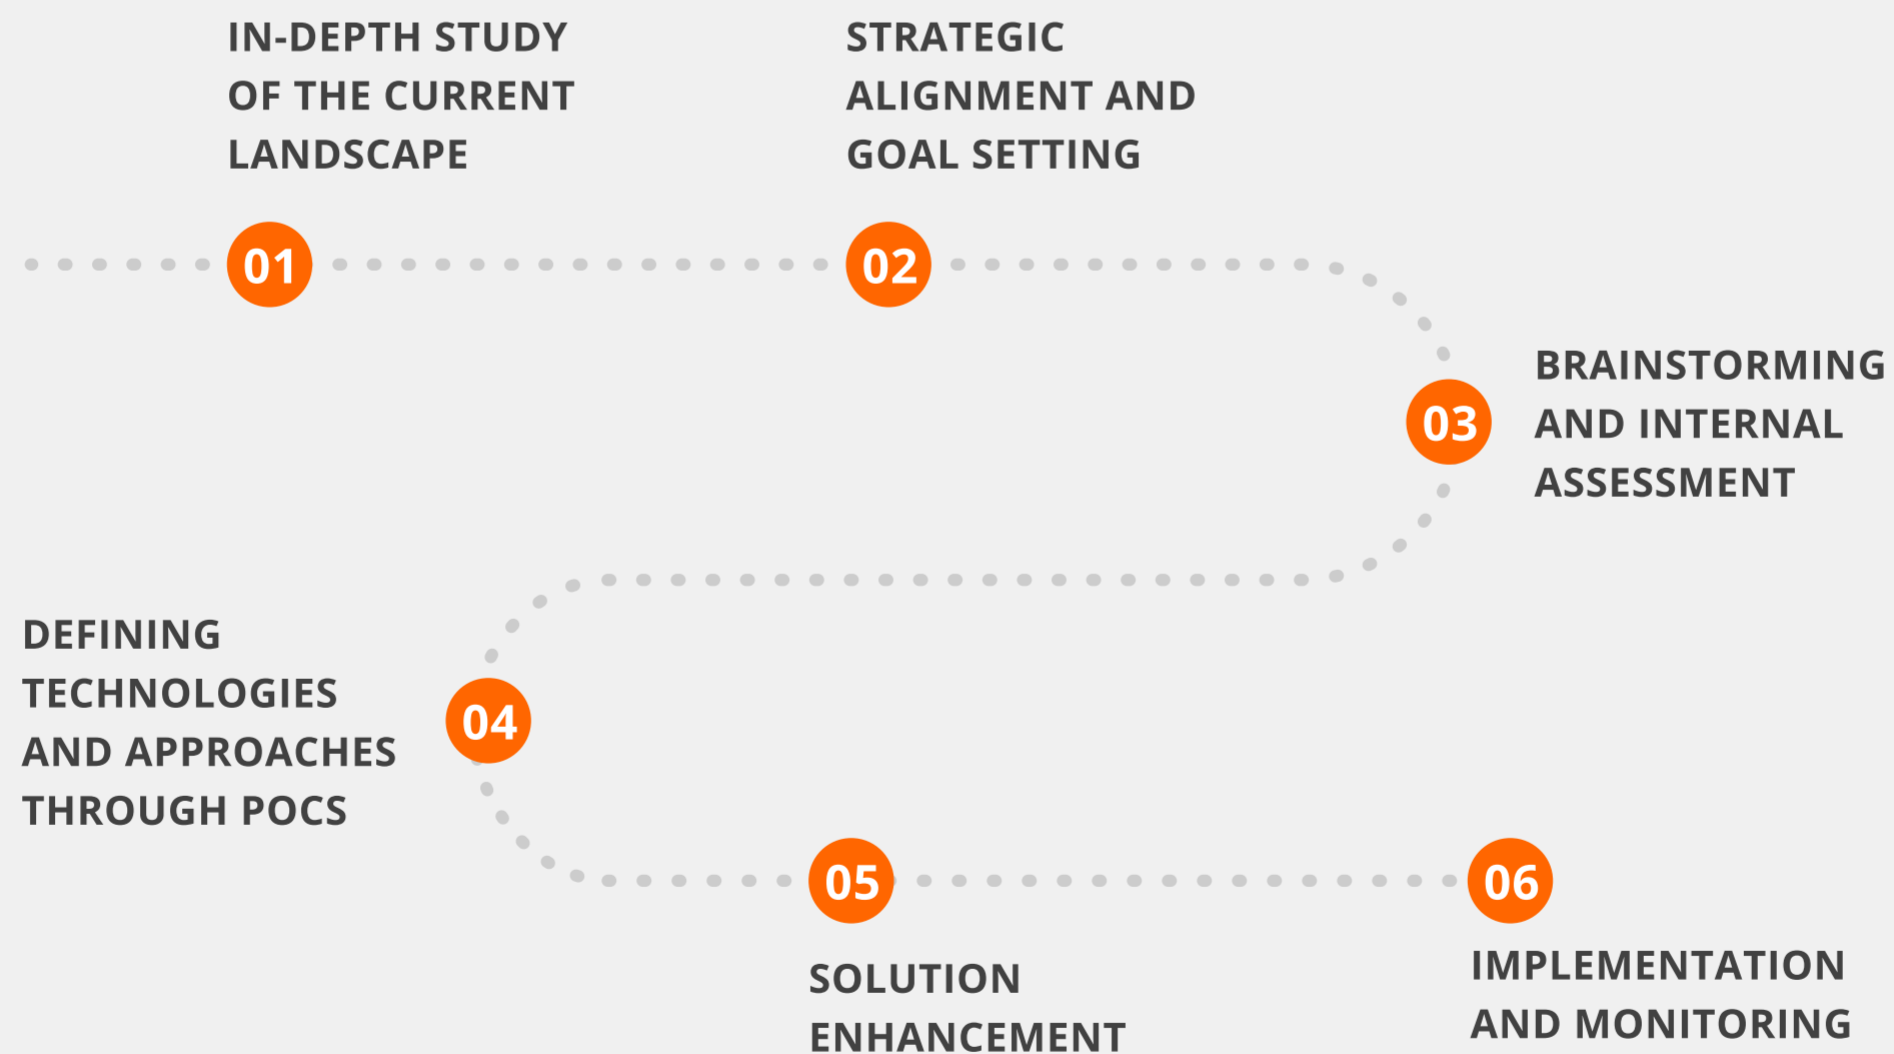 IN-DEPTH STUDY
OF THE CURRENT
LANDSCAPE
01
STRATEGIC
ALIGNMENT AND
GOAL SETTING
02
BRAINSTORMING
AND INTERNAL
ASSESSMENT
03
DEFINING
TECHNOLOGIES
AND APPROACHES
THROUGH POCS
04
05
SOLUTION
ENHANCEMENT
06
IMPLEMENTATION
AND MONITORING